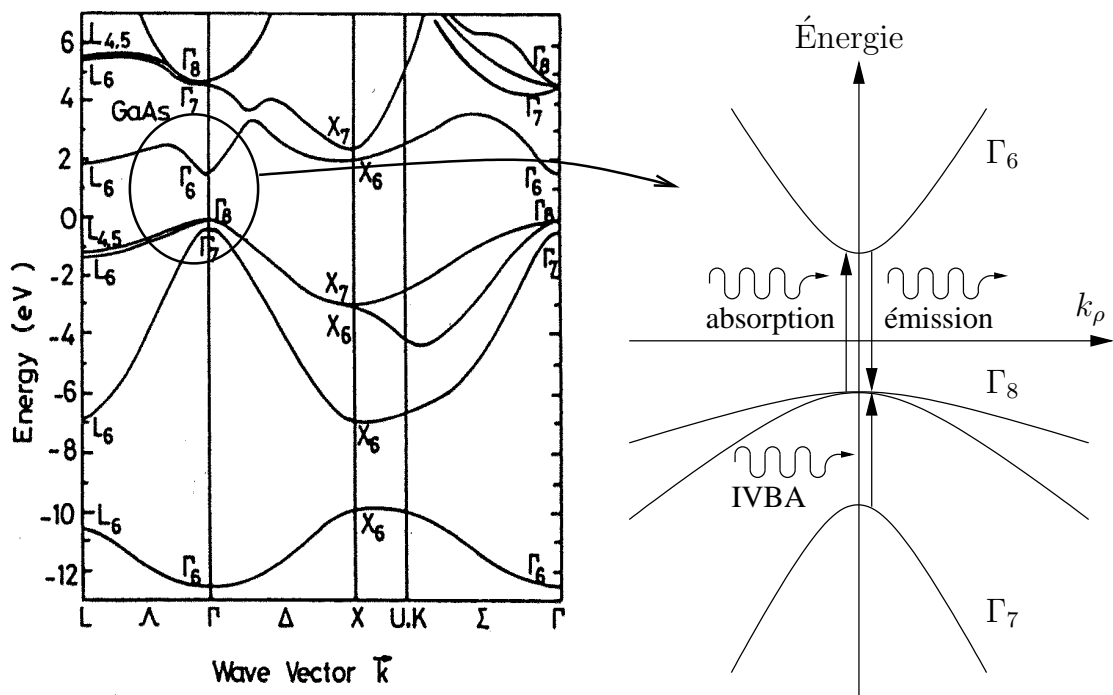 6
4
2
0
-2
-4
-6
-8
-10
-12
Energy (eV)
L4,5
L6
GaAs
L6
L4,5
L6
L6
L6
Γ8
Γ7
Γ6
Γ8
Γ7
Γ6
X7
X6
X7
X6
X6
X6
Γ8
Γ7
Γ6
Γ8
Γ7
Γ6
L Λ Γ Δ X U,K Σ Γ
Wave Vector k
Énergie
Γ6
absorption
émission
kρ
Γ8
IVBA
Γ7